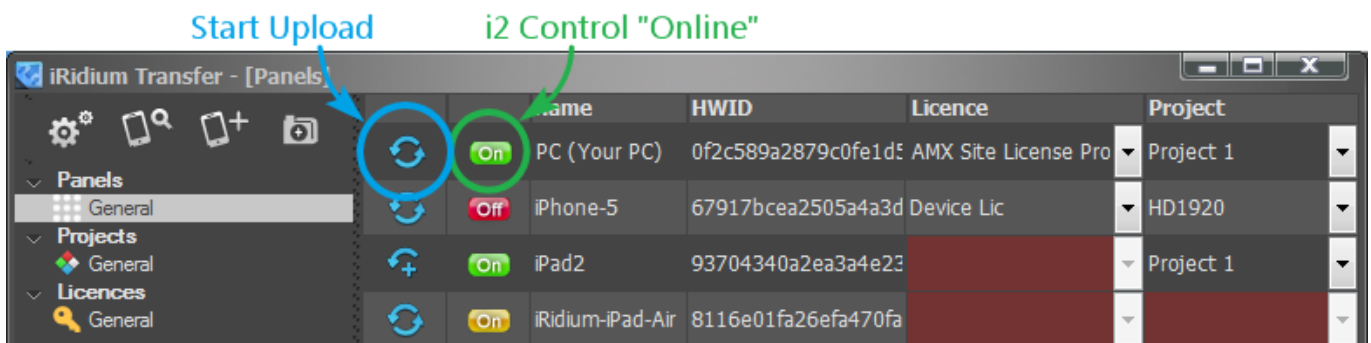 Start Upload i2 Control "Online"
iRidium Transfer - [Panels]
Name HWID Licence Project
On PC (Your PC) 0f2c589a2879c0fe1d5 AMX Site License Pro Project 1
Panels
General Off iPhone-5 67917bcea2505a4a3d Device Lic HD1920
Projects
General On iPad2 93704340a2ea3a4e23 Project 1
Licences
General On iRidium-iPad-Air 8116e01fa26efa470fa